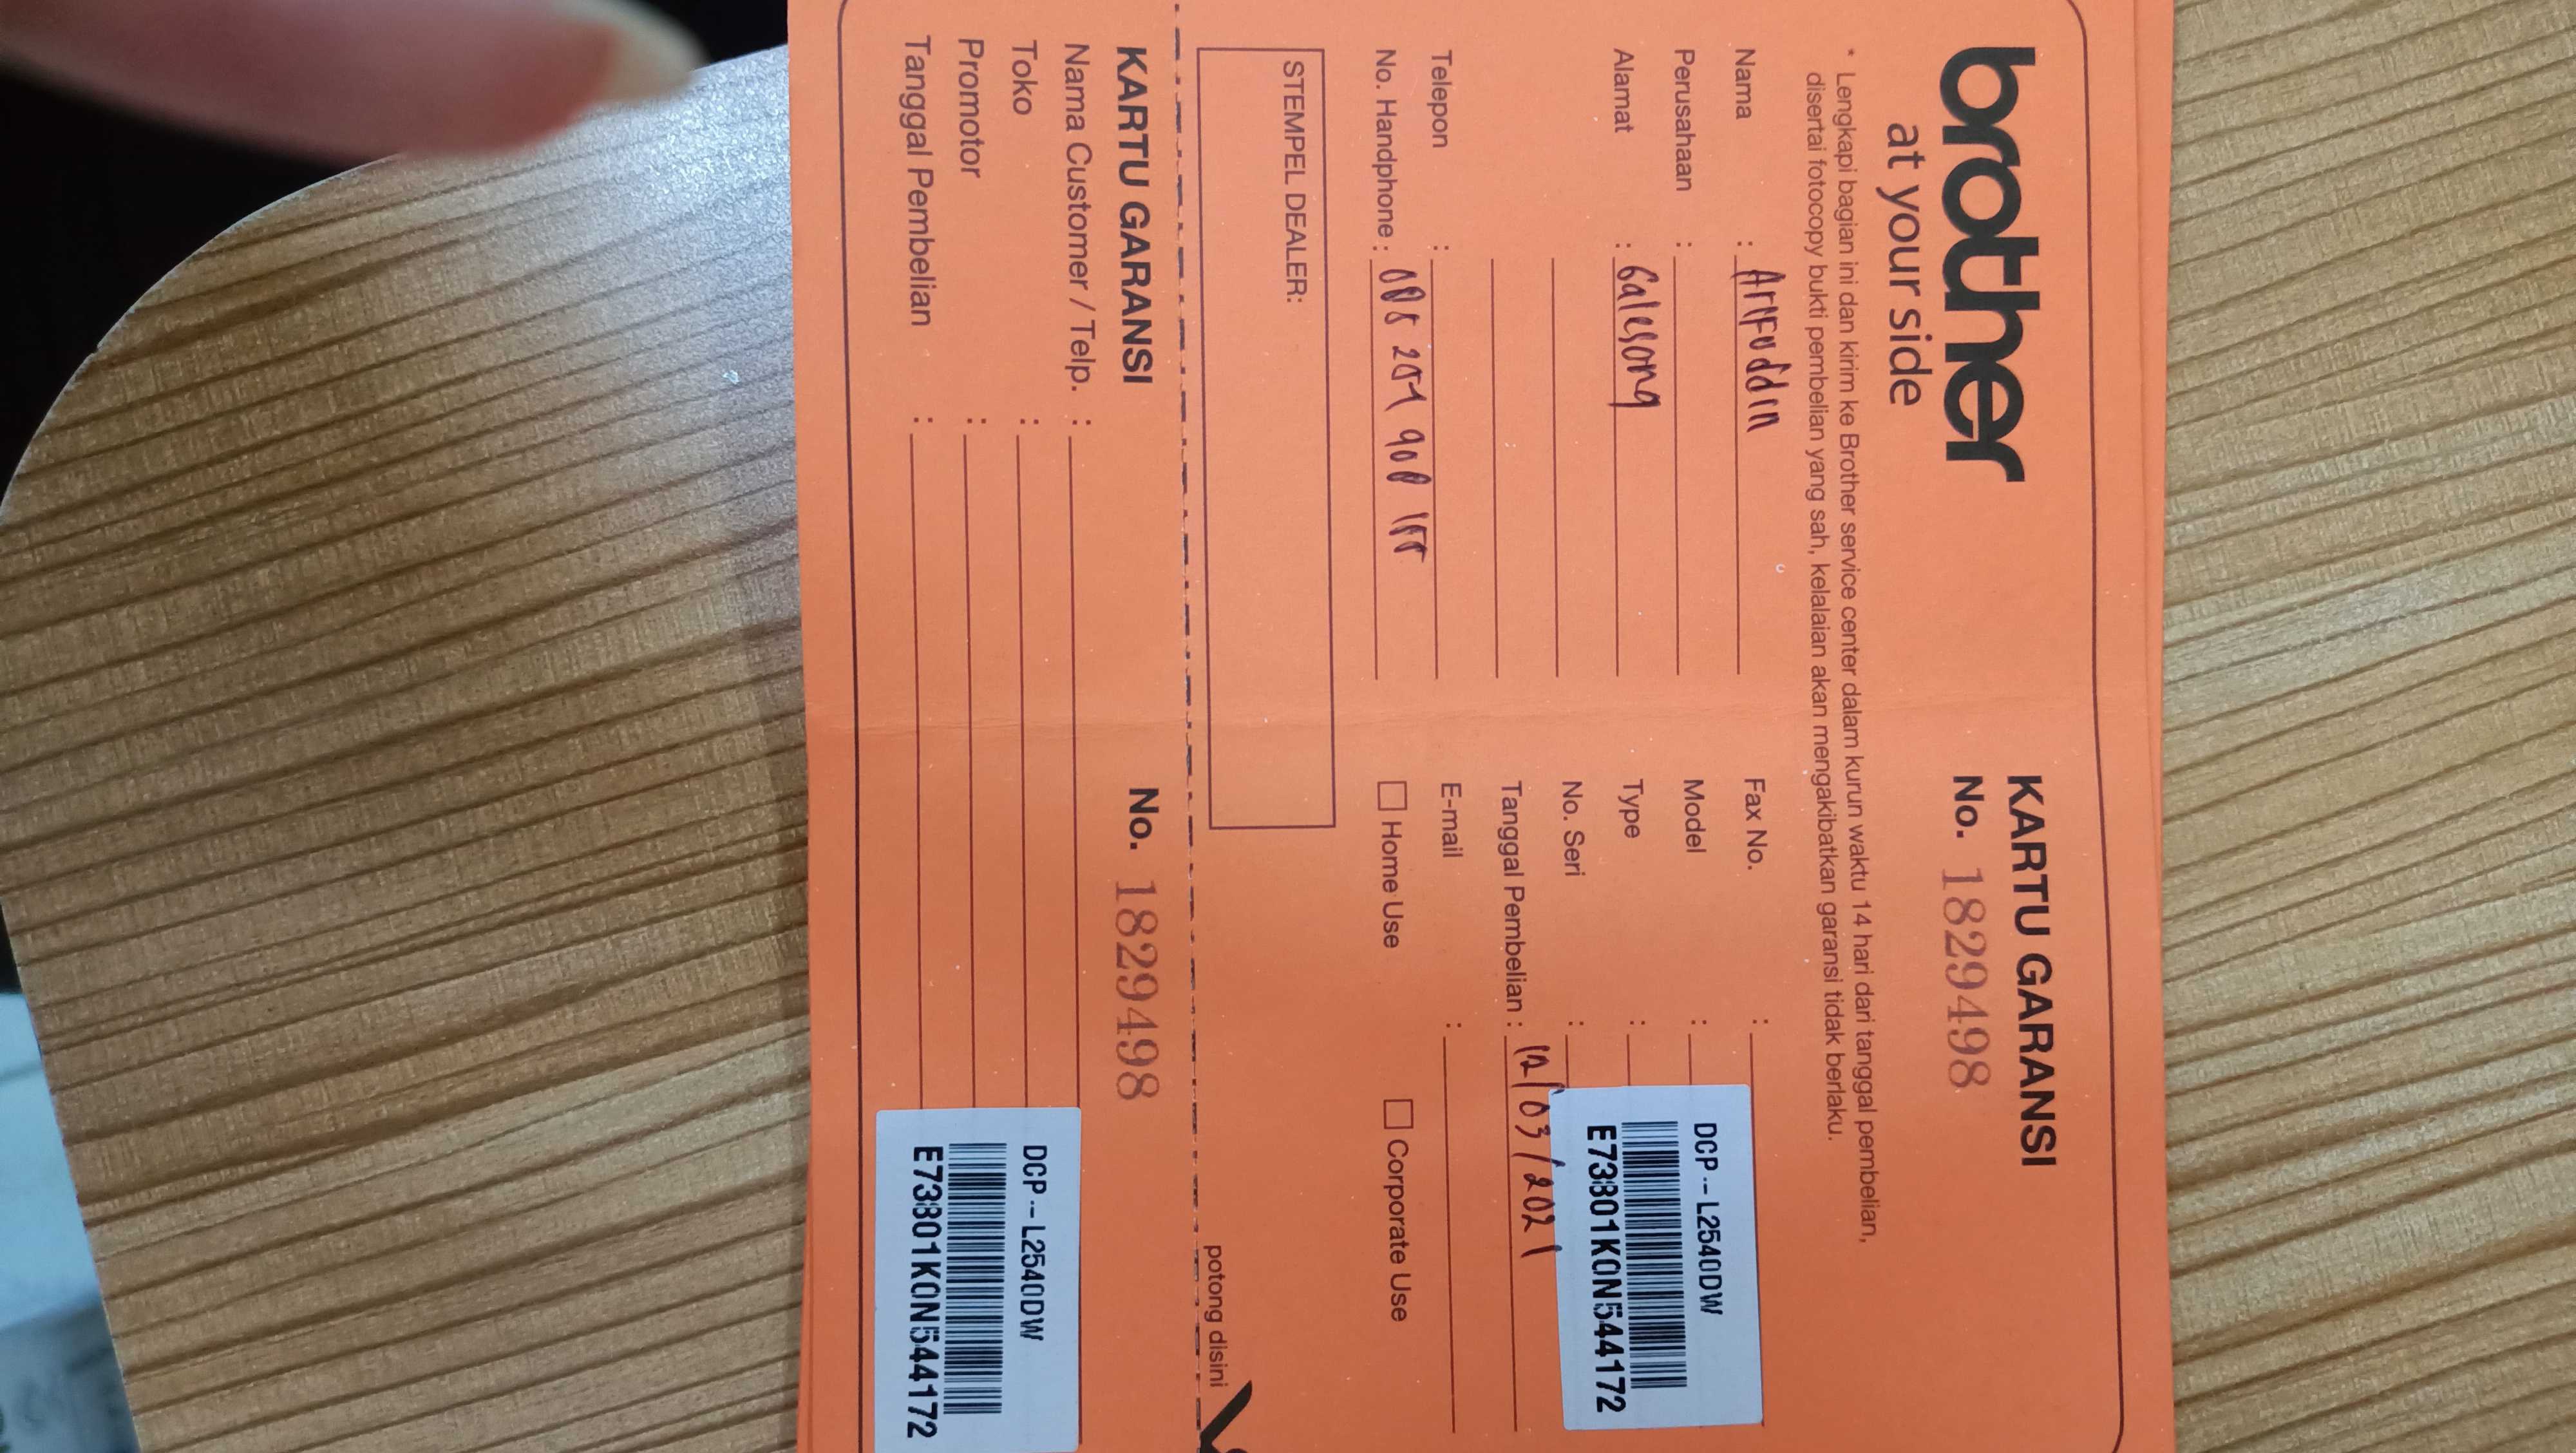 brother
at your side
KARTU GARANSI
No. 1829498
* Lengkapi bagian ini dan kirim ke Brother service center dalam kurun waktu 14 hari dari tanggal pembelian,
disertai fotocopy bukti pembelian yang sah, kelalaian akan mengakibatkan garansi tidak berlaku.
Nama : Arifuddin
Perusahaan :
Alamat : Galesong
Telepon :
No. Handphone :
STEMPEL DEALER:
Fax No. :
Model :
Type :
No. Seri :
Tanggal Pembelian : 12/03/2021
E-mail :
Home Use
Corporate Use
DCP-L2540DW
E73801K0N544172
potong disini
KARTU GARANSI
No. 1829498
Nama Customer / Telp. :
Toko :
Promotor :
Tanggal Pembelian :
DCP-L2540DW
E73801K0N544172